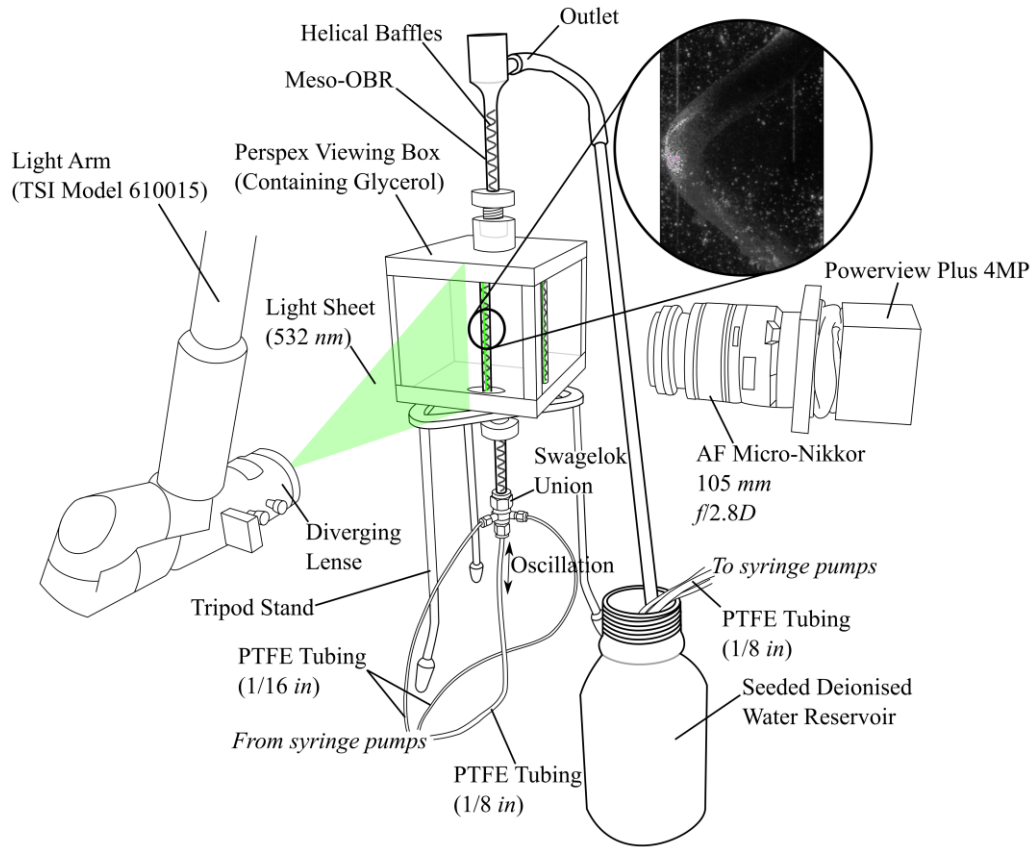 Outlet
Helical Baffles
Meso-OBR
Perspex Viewing Box
(Containing Glycerol)
Light Arm
(TSI Model 610015)
Powerview Plus 4MP
Light Sheet
(532 nm)
AF Micro-Nikkor
105 mm
f/2.8D
Swagelok
Union
Diverging
Lense
Oscillation
To syringe pumps
Tripod Stand
PTFE Tubing
(1/8 in)
PTFE Tubing
(1/16 in)
Seeded Deionised
Water Reservoir
From syringe pumps
PTFE Tubing
(1/8 in)